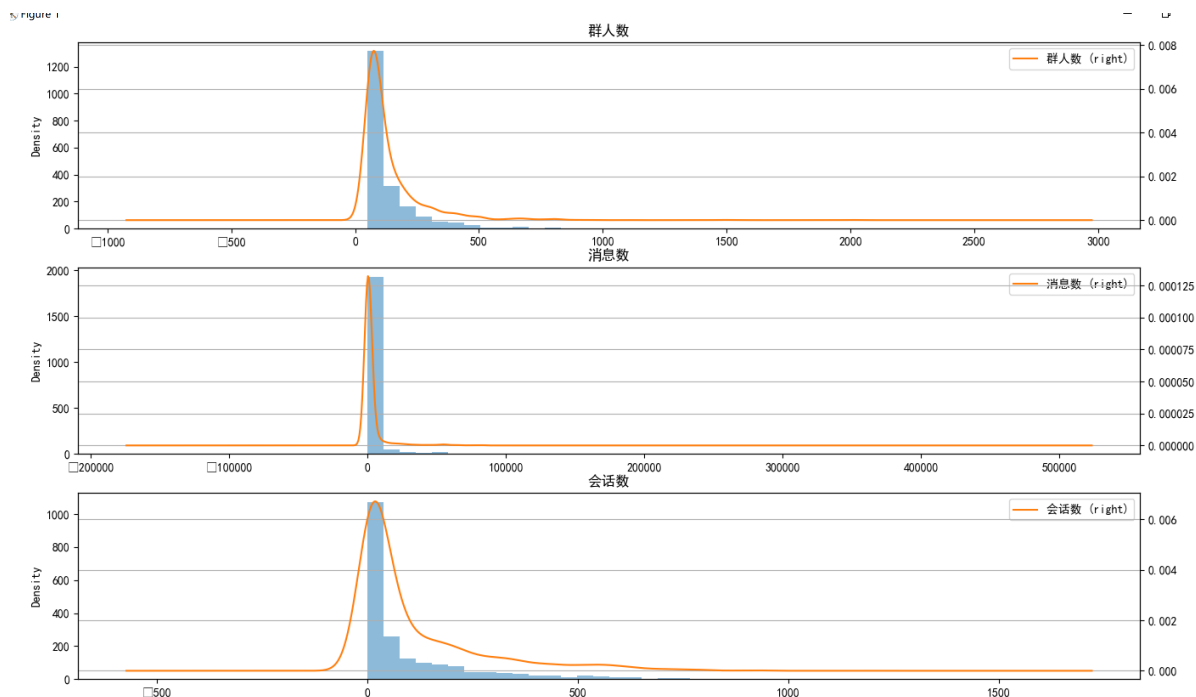 Figure 1
群人数
群人数 (right)
Density
0 200 400 600 800 1000 1200
0.000 0.002 0.004 0.006 0.008
□1000 □500 0 500 1000 1500 2000 2500 3000
消息数
消息数 (right)
Density
0 500 1000 1500 2000
0.000000 0.000025 0.000050 0.000075 0.000100 0.000125
□200000 □100000 0 100000 200000 300000 400000 500000
会话数
会话数 (right)
Density
0 200 400 600 800 1000
0.000 0.002 0.004 0.006
□500 0 500 1000 1500